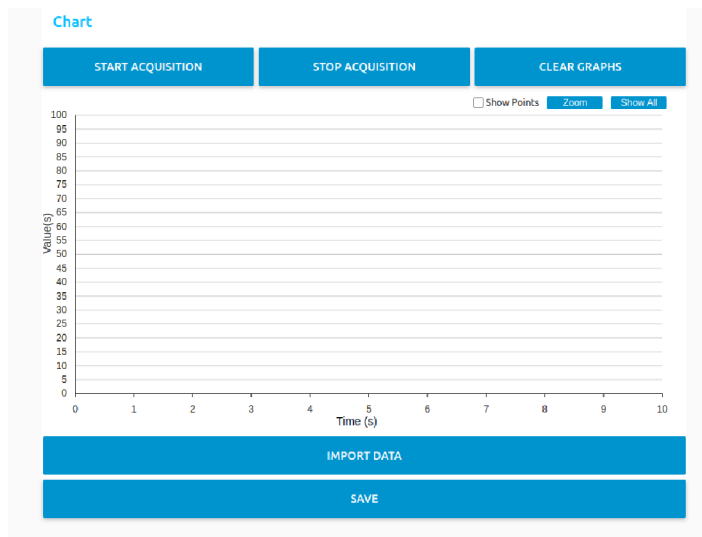 Chart
START ACQUISITION STOP ACQUISITION CLEAR GRAPHS
Show Points Zoom Show All
100
95
90
85
80
75
70
65
60
55
50
45
40
35
30
25
20
15
10
5
0
Value(s)
0 1 2 3 4 5 6 7 8 9 10
Time (s)
IMPORT DATA
SAVE